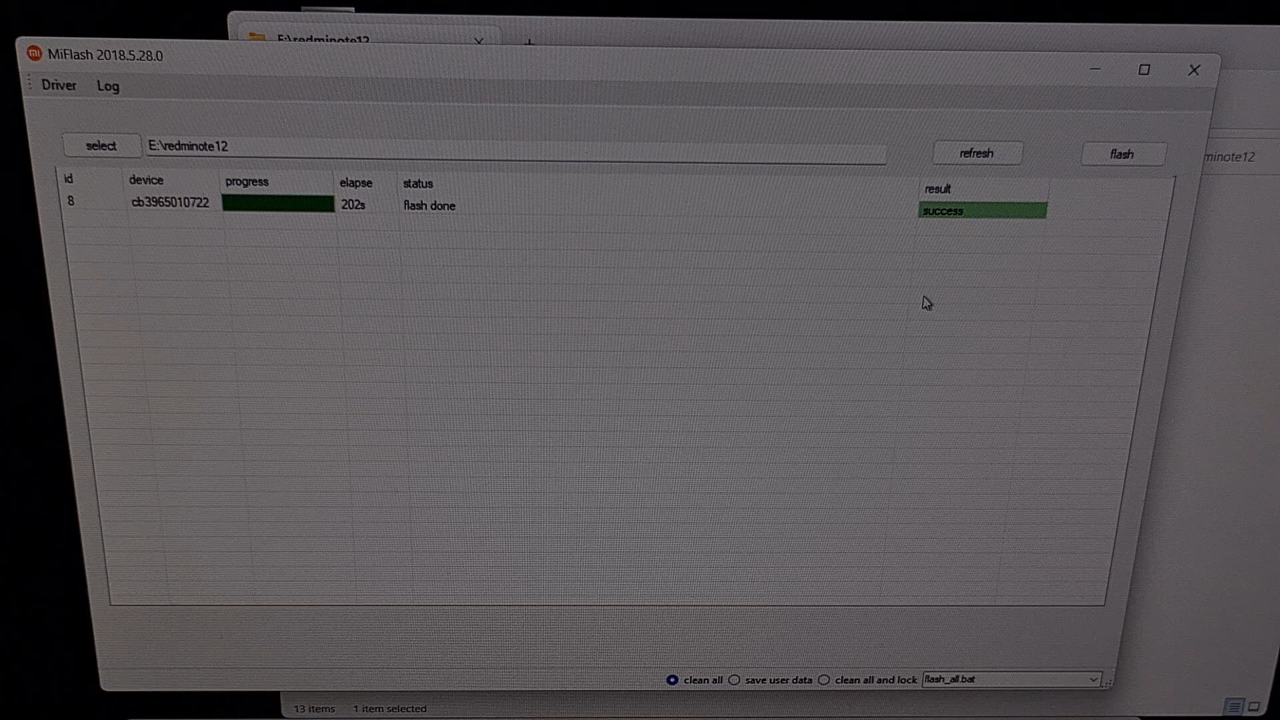 E:\redminote12
MiFlash 2018.5.28.0
Driver Log
select E:\redminote12 refresh flash
minote12
id device progress elapse status result
8 cb3965010722 202s flash done success
clean all save user data clean all and lock flash_all.bat
13 items 1 item selected